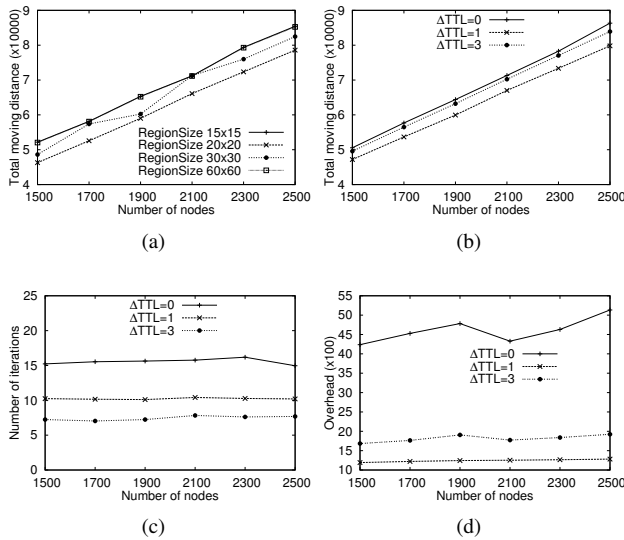 Total moving distance (x10000)
9
8
7
6
5
4
RegionSize 15x15
RegionSize 20x20
RegionSize 30x30
RegionSize 60x60
1500 1700 1900 2100 2300 2500
Number of nodes
(a)
Total moving distance (x10000)
9
8
7
6
5
4
ΔTTL=0
ΔTTL=1
ΔTTL=3
1500 1700 1900 2100 2300 2500
Number of nodes
(b)
Number of iterations
25
20
15
10
5
0
ΔTTL=0
ΔTTL=1
ΔTTL=3
1500 1700 1900 2100 2300 2500
Number of nodes
(c)
Overhead (x100)
55
50
45
40
35
30
25
20
15
10
ΔTTL=0
ΔTTL=1
ΔTTL=3
1500 1700 1900 2100 2300 2500
Number of nodes
(d)